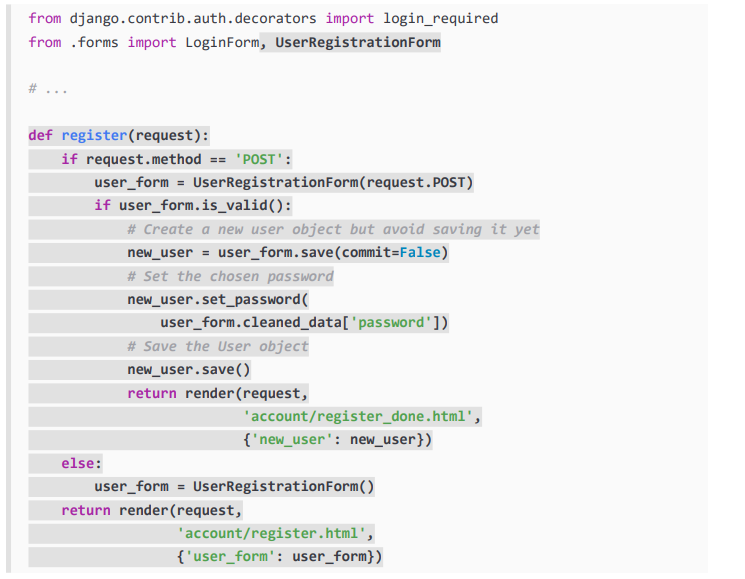 from django.contrib.auth.decorators import login_required
from .forms import LoginForm, UserRegistrationForm

# ...

def register(request):
    if request.method == 'POST':
        user_form = UserRegistrationForm(request.POST)
        if user_form.is_valid():
            # Create a new user object but avoid saving it yet
            new_user = user_form.save(commit=False)
            # Set the chosen password
            new_user.set_password(
                user_form.cleaned_data['password'])
            # Save the User object
            new_user.save()
            return render(request,
                          'account/register_done.html',
                          {'new_user': new_user})
    else:
        user_form = UserRegistrationForm()
    return render(request,
                  'account/register.html',
                  {'user_form': user_form})